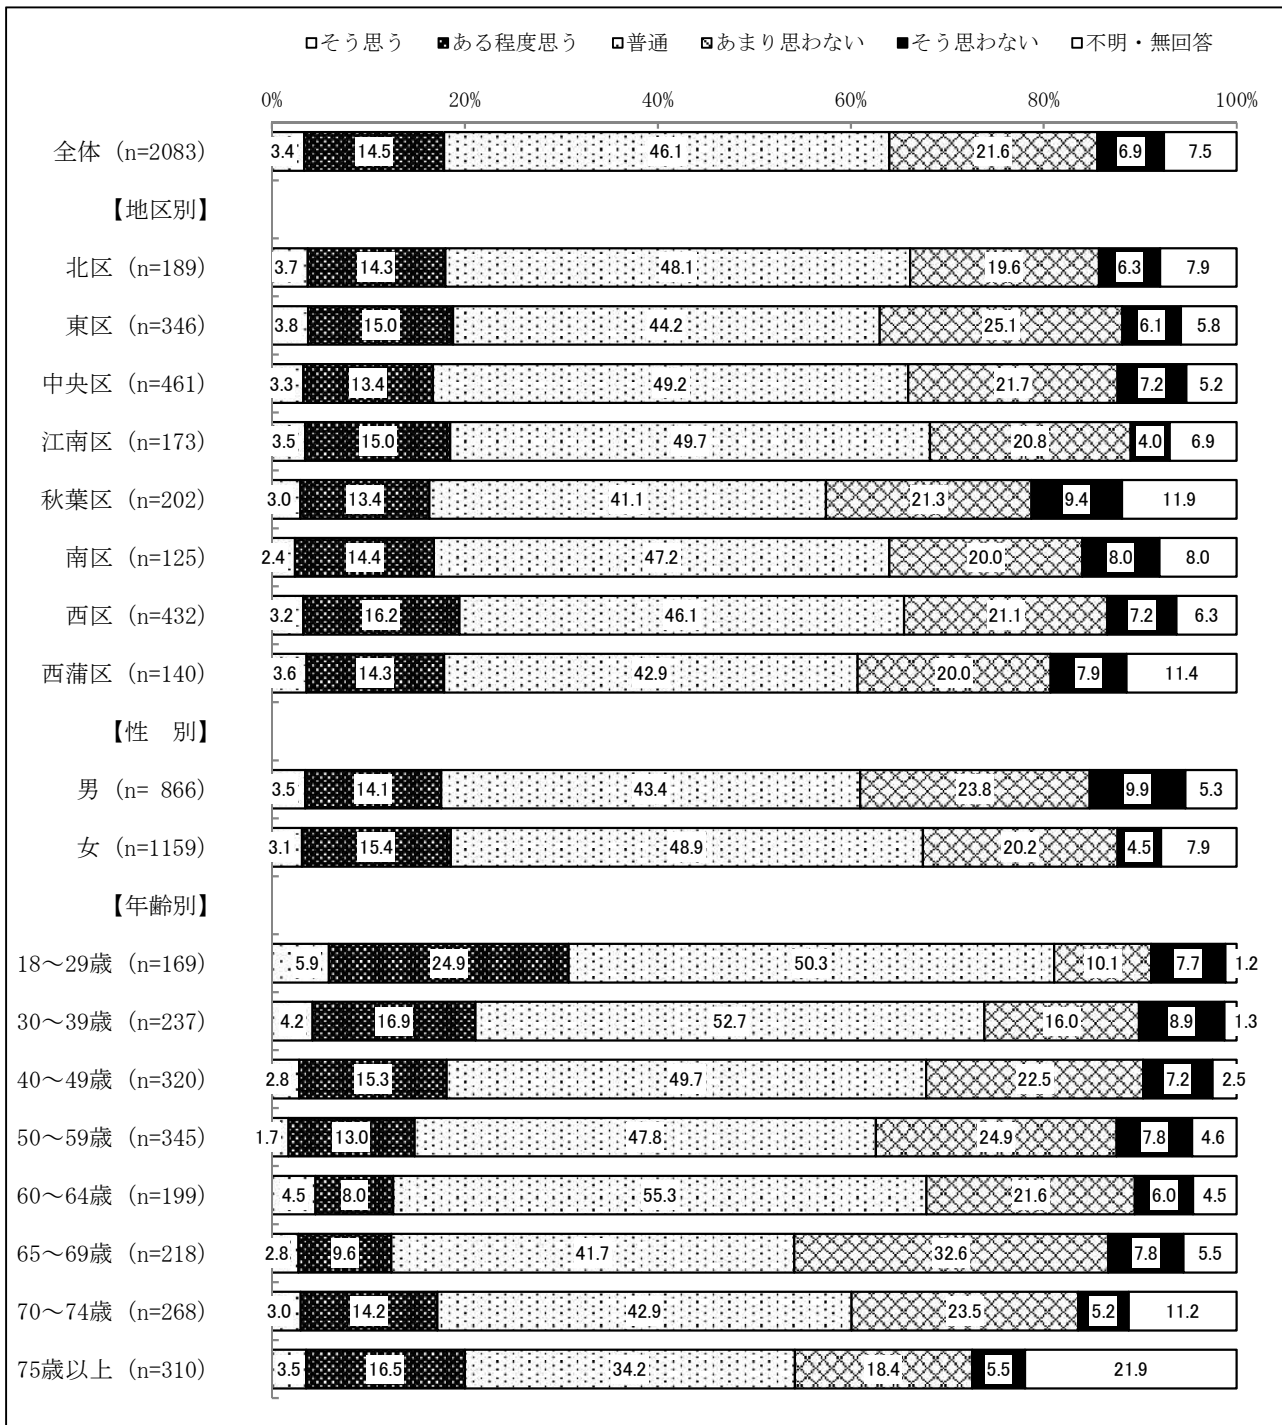 □そう思う ■ある程度思う □普通 ☒あまり思わない ■そう思わない □不明・無回答
0% 20% 40% 60% 80% 100%
全体 (n=2083) 3.4 14.5 46.1 21.6 6.9 7.5
【地区別】
北区 (n=189) 3.7 14.3 48.1 19.6 6.3 7.9
東区 (n=346) 3.8 15.0 44.2 25.1 6.1 5.8
中央区 (n=461) 3.3 13.4 49.2 21.7 7.2 5.2
江南区 (n=173) 3.5 15.0 49.7 20.8 4.0 6.9
秋葉区 (n=202) 3.0 13.4 41.1 21.3 9.4 11.9
南区 (n=125) 2.4 14.4 47.2 20.0 8.0 8.0
西区 (n=432) 3.2 16.2 46.1 21.1 7.2 6.3
西蒲区 (n=140) 3.6 14.3 42.9 20.0 7.9 11.4
【性　別】
男 (n= 866) 3.5 14.1 43.4 23.8 9.9 5.3
女 (n=1159) 3.1 15.4 48.9 20.2 4.5 7.9
【年齢別】
18～29歳 (n=169) 5.9 24.9 50.3 10.1 7.7 1.2
30～39歳 (n=237) 4.2 16.9 52.7 16.0 8.9 1.3
40～49歳 (n=320) 2.8 15.3 49.7 22.5 7.2 2.5
50～59歳 (n=345) 1.7 13.0 47.8 24.9 7.8 4.6
60～64歳 (n=199) 4.5 8.0 55.3 21.6 6.0 4.5
65～69歳 (n=218) 2.8 9.6 41.7 32.6 7.8 5.5
70～74歳 (n=268) 3.0 14.2 42.9 23.5 5.2 11.2
75歳以上 (n=310) 3.5 16.5 34.2 18.4 5.5 21.9